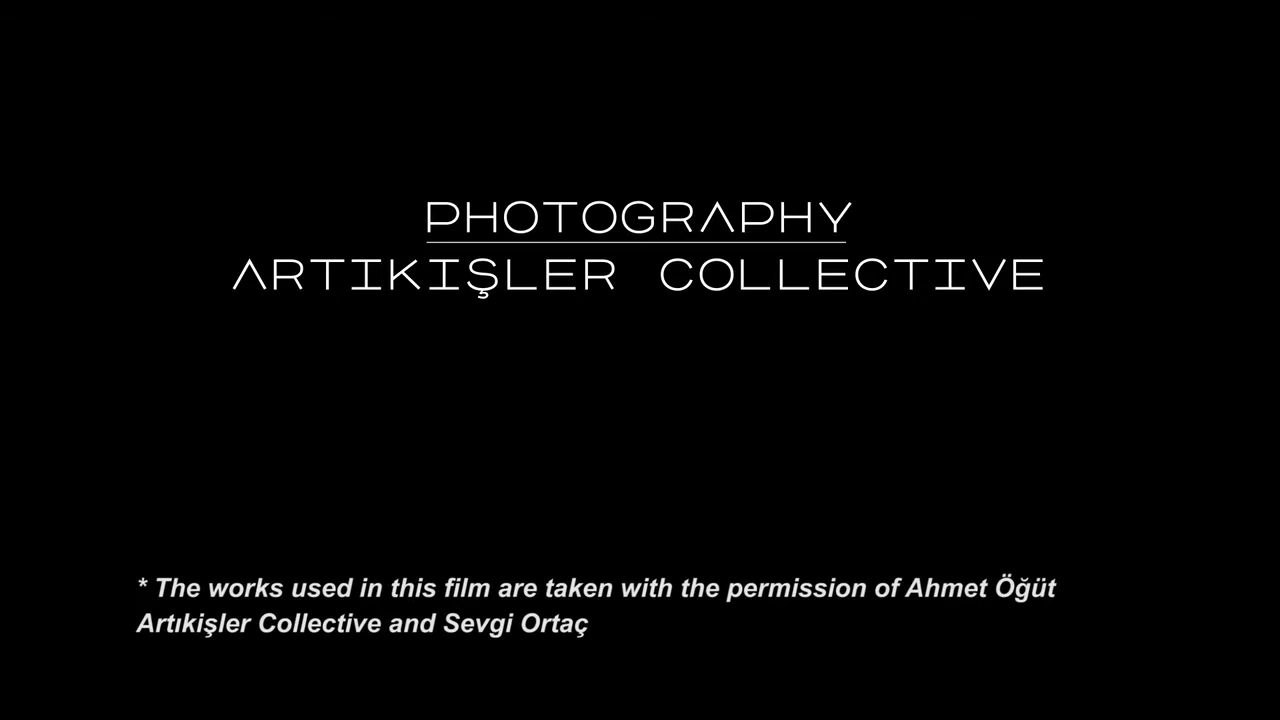 PHOTOGRAPHY
ARTIKIŞLER COLLECTIVE
* The works used in this film are taken with the permission of Ahmet Öğüt
Artıkişler Collective and Sevgi Ortaç